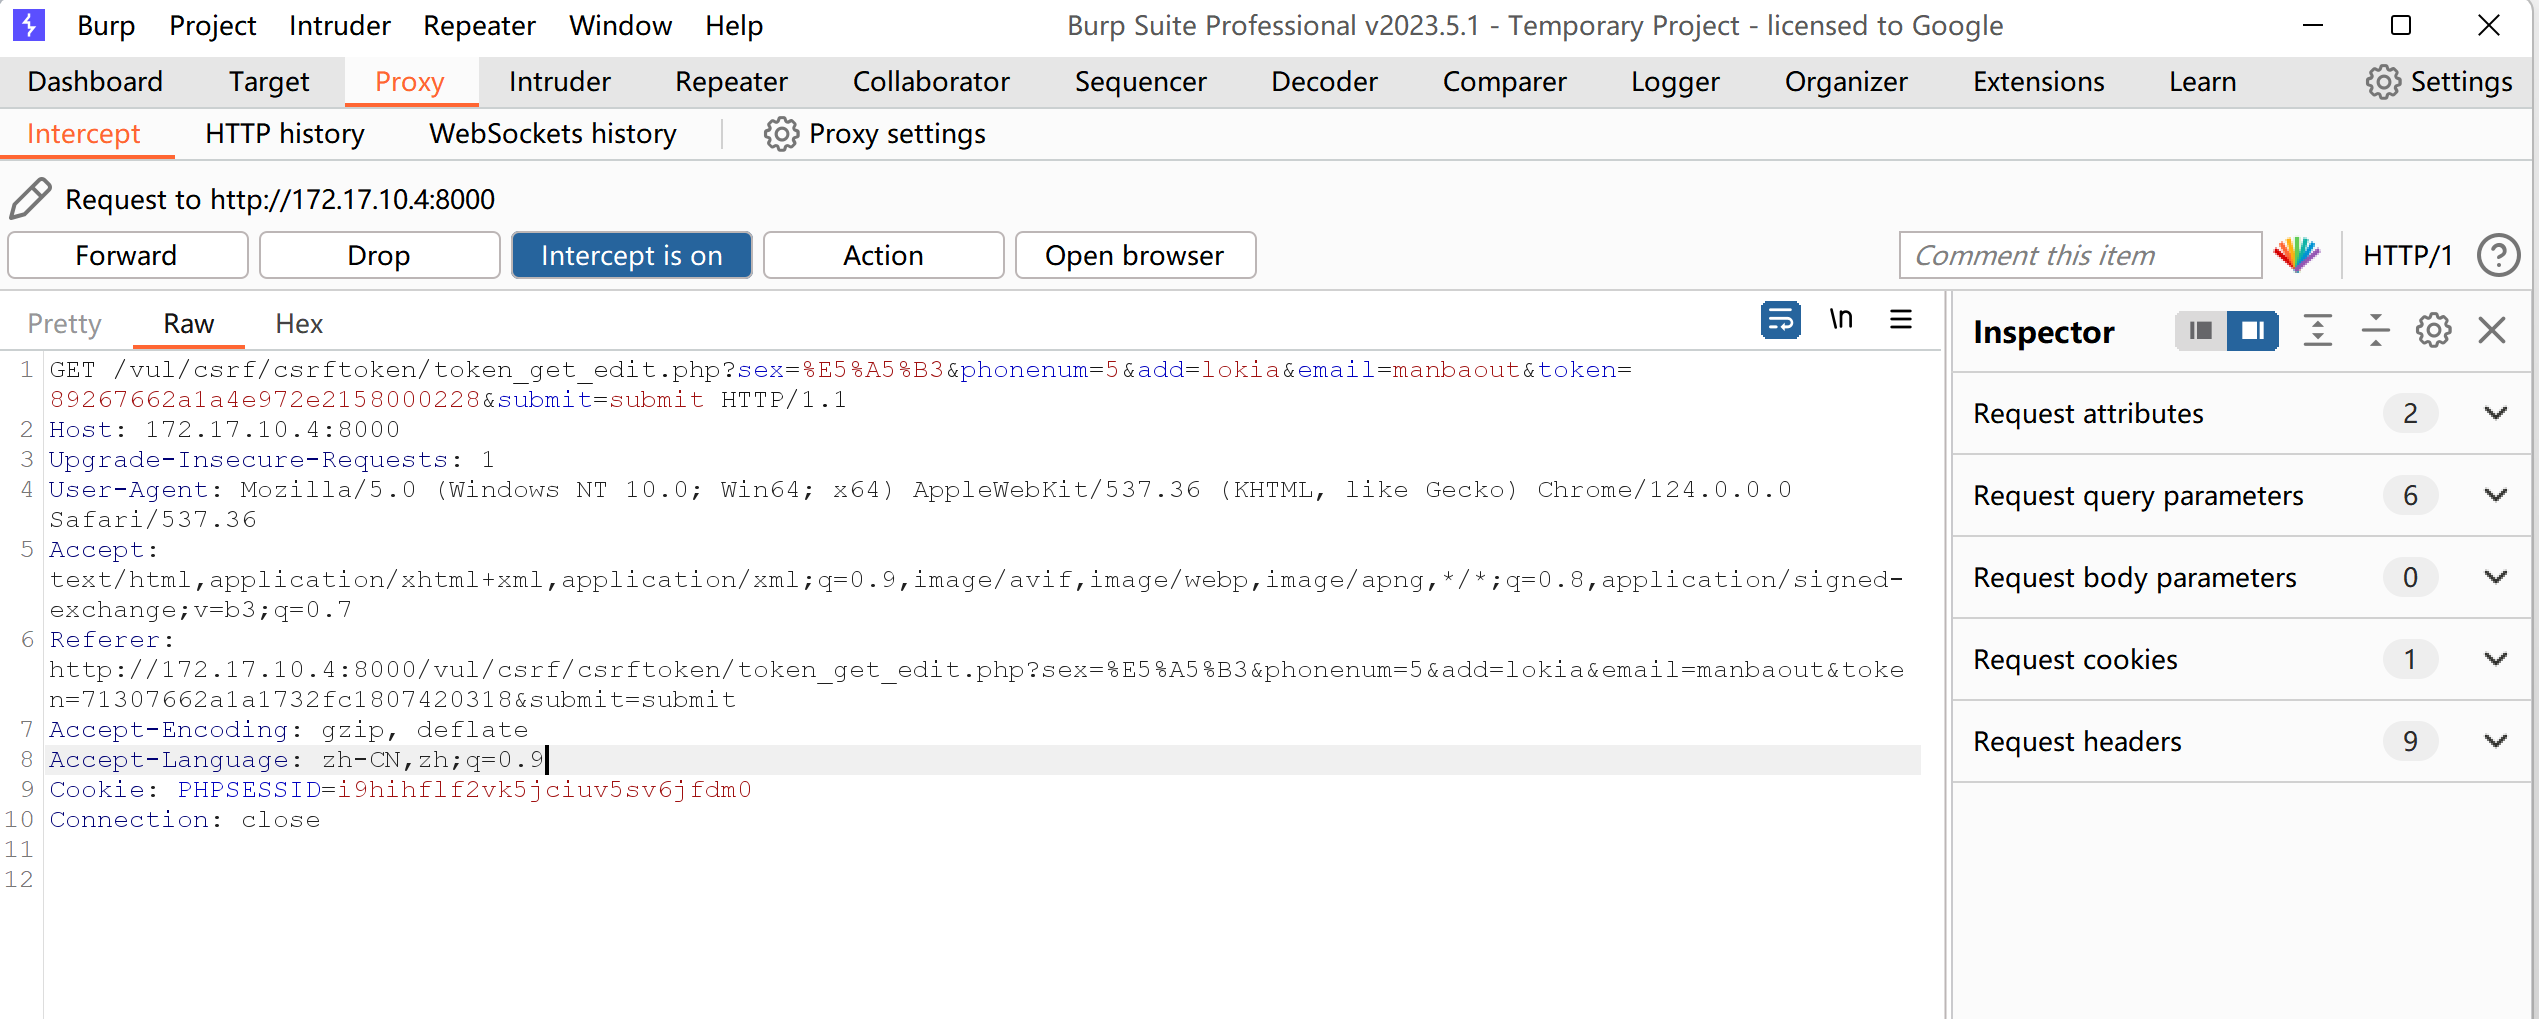 Burp Project Intruder Repeater Window Help Burp Suite Professional v2023.5.1 - Temporary Project - licensed to Google
Dashboard Target Proxy Intruder Repeater Collaborator Sequencer Decoder Comparer Logger Organizer Extensions Learn Settings
Intercept HTTP history WebSockets history Proxy settings
Request to http://172.17.10.4:8000
Forward Drop Intercept is on Action Open browser Comment this item HTTP/1 ?
Pretty Raw Hex \n Inspector
1 GET /vul/csrf/csrftoken/token_get_edit.php?sex=%E5%A5%B3&phonenum=5&add=lokia&email=manbaout&token=
89267662a1a4e972e2158000228&submit=submit HTTP/1.1
2 Host: 172.17.10.4:8000
3 Upgrade-Insecure-Requests: 1
4 User-Agent: Mozilla/5.0 (Windows NT 10.0; Win64; x64) AppleWebKit/537.36 (KHTML, like Gecko) Chrome/124.0.0.0
Safari/537.36
5 Accept:
text/html,application/xhtml+xml,application/xml;q=0.9,image/avif,image/webp,image/apng,*/*;q=0.8,application/signed-
exchange;v=b3;q=0.7
6 Referer:
http://172.17.10.4:8000/vul/csrf/csrftoken/token_get_edit.php?sex=%E5%A5%B3&phonenum=5&add=lokia&email=manbaout&toke
n=71307662a1a1732fc1807420318&submit=submit
7 Accept-Encoding: gzip, deflate
8 Accept-Language: zh-CN,zh;q=0.9
9 Cookie: PHPSESSID=i9hihflf2vk5jciuv5sv6jfdm0
10 Connection: close
11
12
Request attributes 2
Request query parameters 6
Request body parameters 0
Request cookies 1
Request headers 9